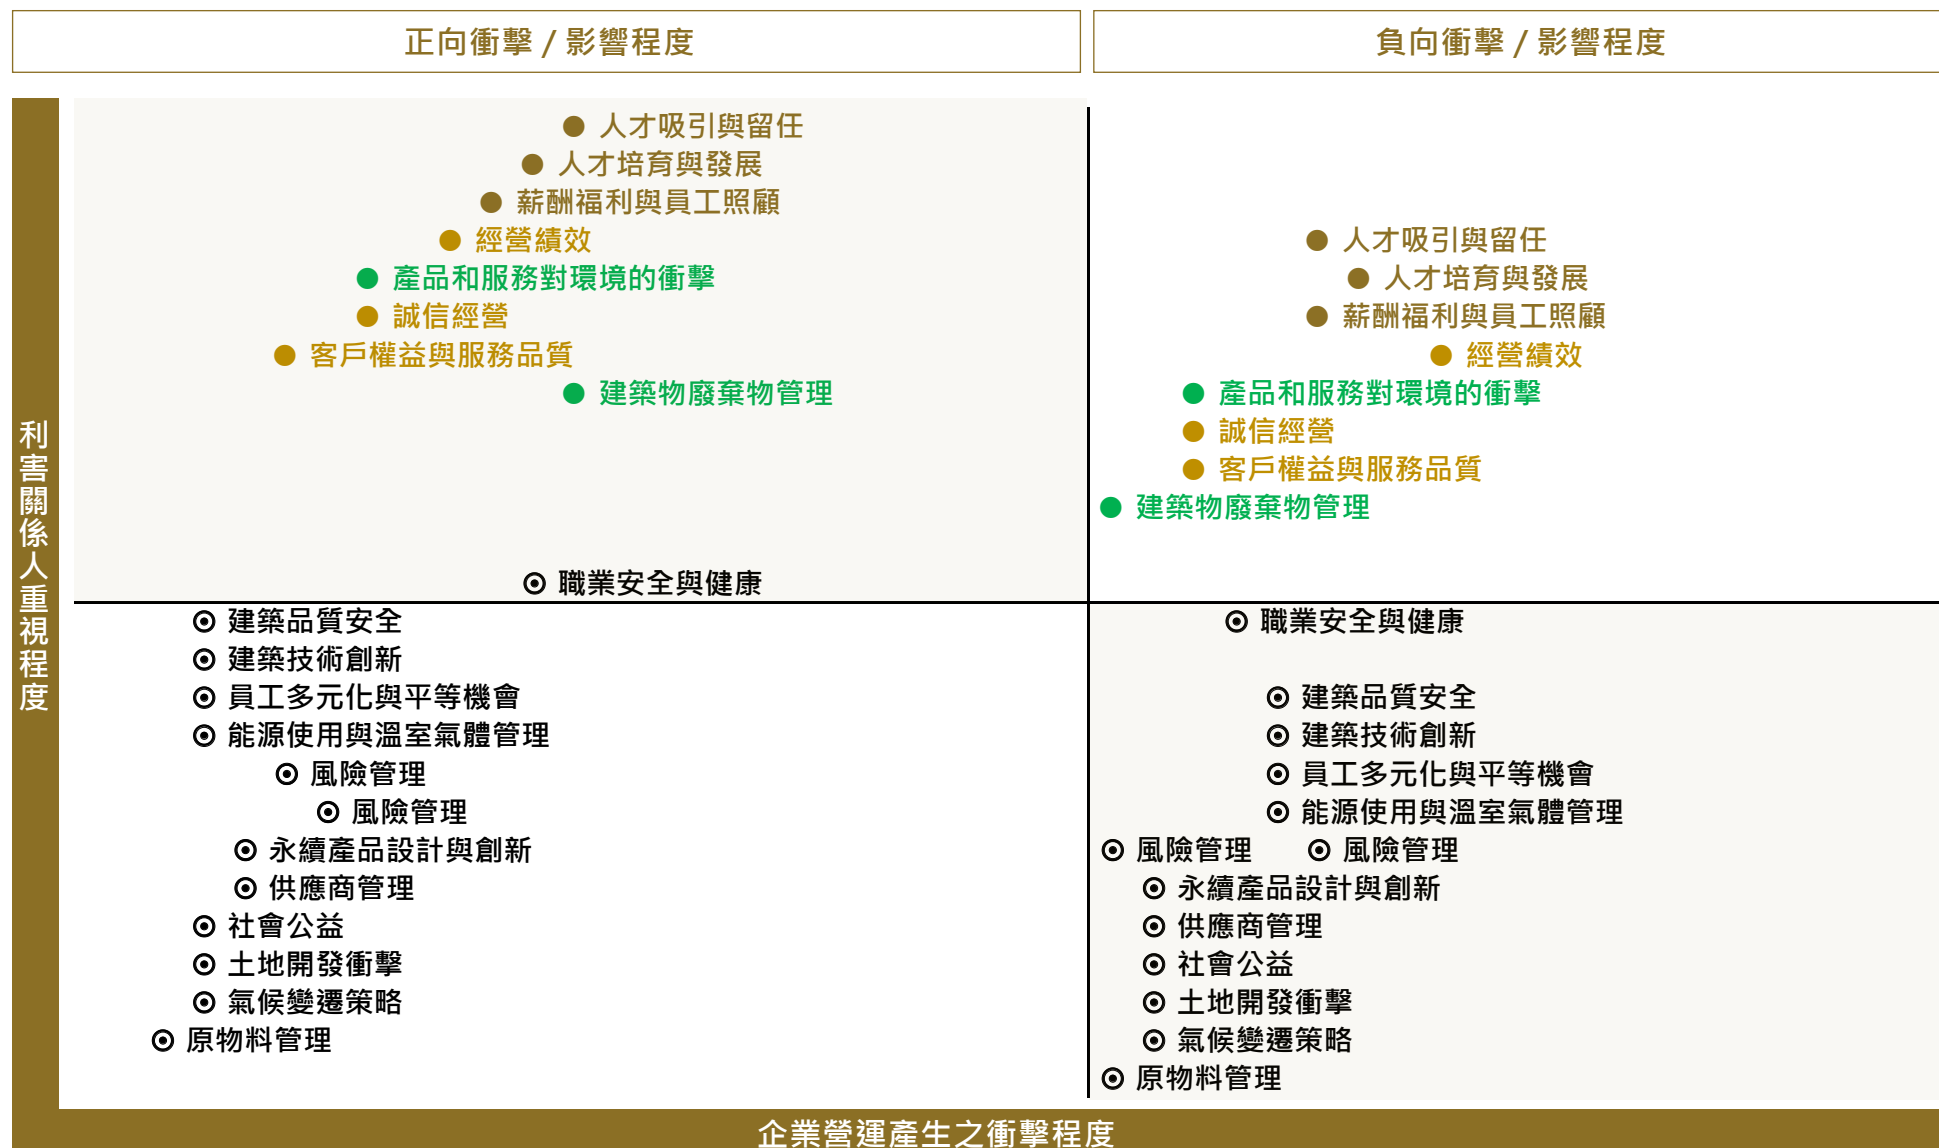 正向衝擊 / 影響程度
負向衝擊 / 影響程度
利害關係人重視程度
人才吸引與留任
人才培育與發展
薪酬福利與員工照顧
經營績效
產品和服務對環境的衝擊
誠信經營
客戶權益與服務品質
建築物廢棄物管理
職業安全與健康
建築品質安全
建築技術創新
員工多元化與平等機會
能源使用與溫室氣體管理
風險管理
風險管理
永續產品設計與創新
供應商管理
社會公益
土地開發衝擊
氣候變遷策略
原物料管理
人才吸引與留任
人才培育與發展
薪酬福利與員工照顧
經營績效
產品和服務對環境的衝擊
誠信經營
客戶權益與服務品質
建築物廢棄物管理
職業安全與健康
建築品質安全
建築技術創新
員工多元化與平等機會
能源使用與溫室氣體管理
風險管理
風險管理
永續產品設計與創新
供應商管理
社會公益
土地開發衝擊
氣候變遷策略
原物料管理
企業營運產生之衝擊程度